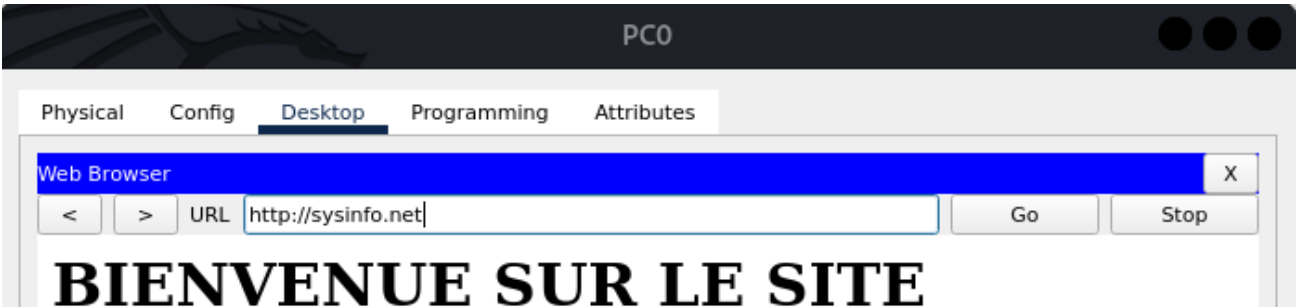 PC0
Physical Config Desktop Programming Attributes
Web Browser X
< > URL http://sysinfo.net Go Stop
BIENVENUE SUR LE SITE